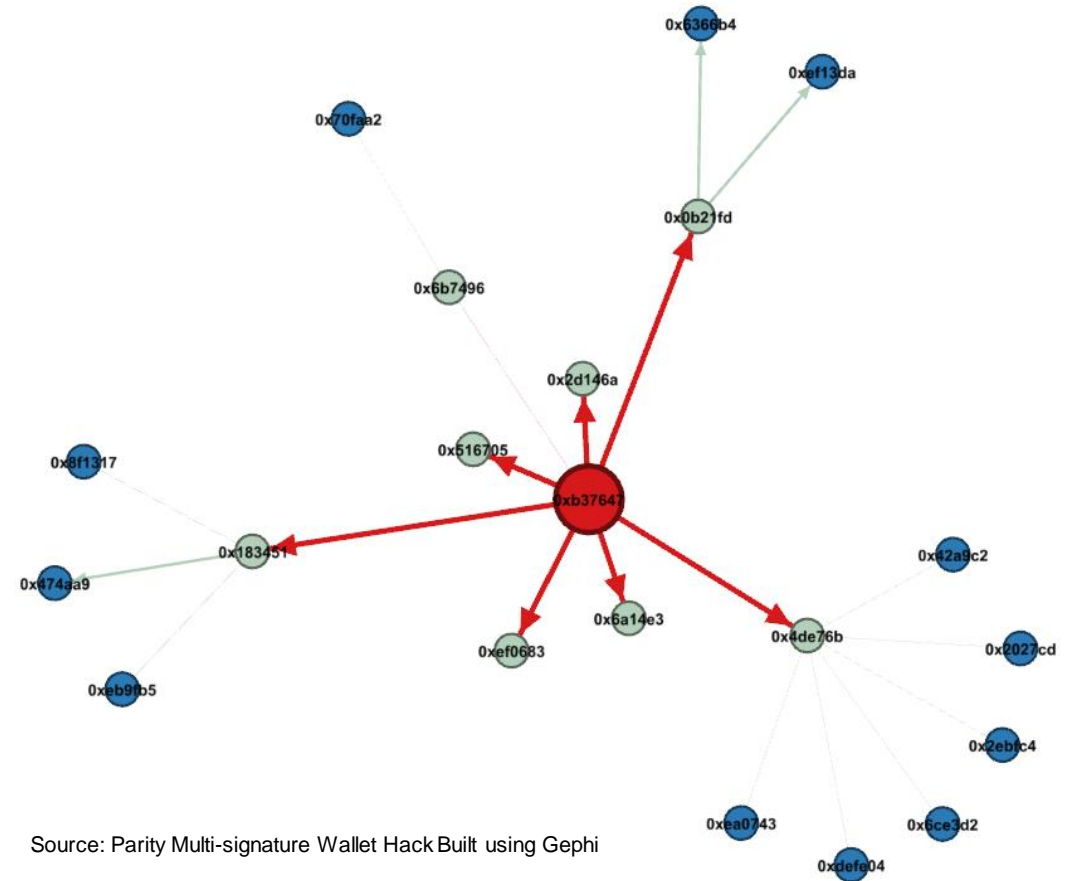 0x6366b4
0xef13da
0x70faa2
0x0b21fd
0x6b7496
0x2d146a
0x516705
0x8f1317
0xb37647
0x183451
0x42a9c2
0x474aa9
0x6a14e3
0x4de76b
0xef0683
0x2027cd
0xeb9fb5
0x2ebfc4
0xea0743
0x6ce3d2
Source: Parity Multi-signature Wallet Hack Built using Gephi
0xdefe04